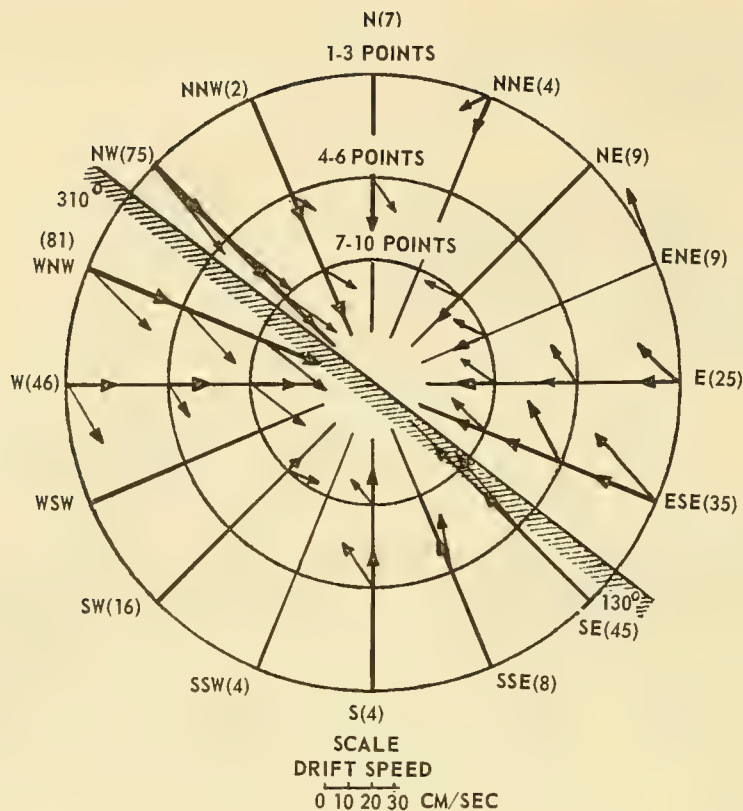 N(7)
1-3 POINTS
NNW(2)
NNE(4)
NW(75)
4-6 POINTS
NE(9)
310°
7-10 POINTS
(81)
WNW
ENE(9)
W(46)
E(25)
WSW
ESE(35)
SW(16)
130°
SE(45)
SSW(4)
SSE(8)
S(4)
SCALE
DRIFT SPEED
0 10 20 30 CM/SEC